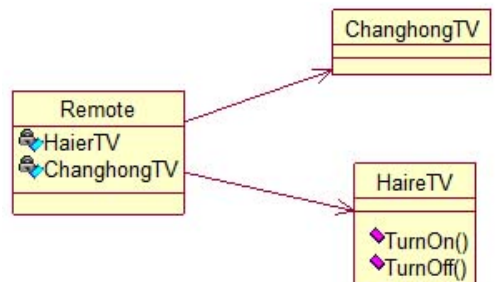 ChanghongTV
Remote
HaierTV
ChanghongTV
HaireTV
TurnOn()
TurnOff()